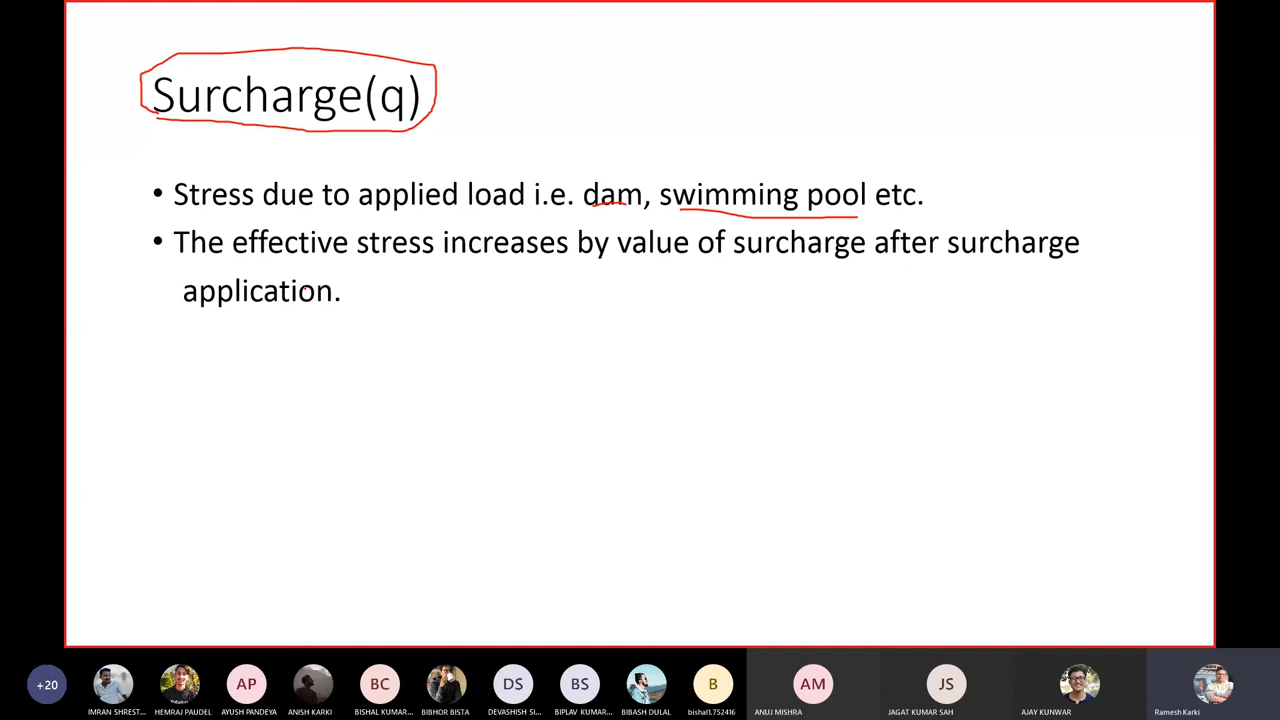 Surcharge(q)
• Stress due to applied load i.e. dam, swimming pool etc.
• The effective stress increases by value of surcharge after surcharge
application.
+20
AP
BC
DS
BS
B
AM
JS
IMRAN SHREST...
HEMRAJ PAUDEL
AYUSH PANDEYA
ANISH KARKI
BISHAL KUMAR...
BIBHOR BISTA
DEVASHISH SI...
BIPLAV KUMAR...
BIBASH DULAL
bishal1.752416
ANUJ MISHRA
JAGAT KUMAR SAH
AJAY KUNWAR
Ramesh Karki